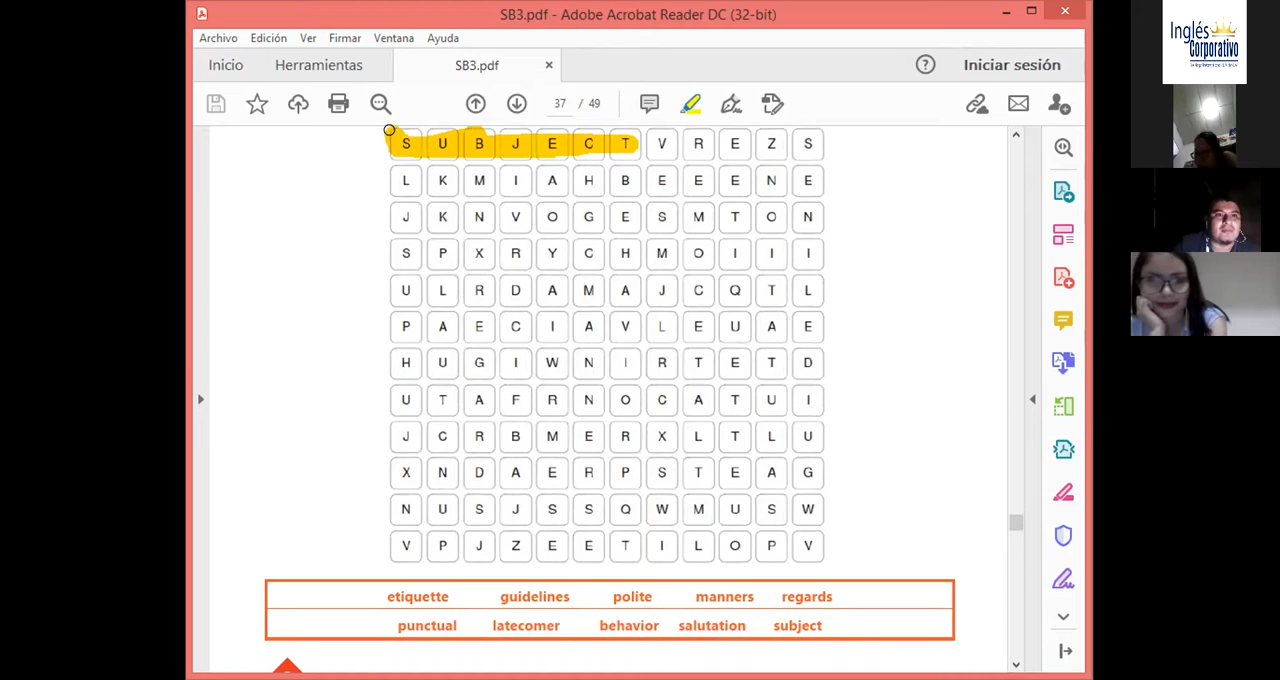 SB3.pdf - Adobe Acrobat Reader DC (32-bit)
Archivo Edición Ver Firmar Ventana Ayuda
Inicio Herramientas SB3.pdf × Iniciar sesión
37 / 49
S U B J E C T V R E Z S
L K M I A H B E E E N E
J K N V O G E S M T O N
S P X R Y C H M O I I I
U L R D A M A J C Q T L
P A E C I A V L E U A E
H U G I W N I R T E T D
U T A F R N O C A T U I
J C R B M E R X L T L U
X N D A E R P S T E A G
N U S J S S Q W M U S W
V P J Z E E T I L O P V
etiquette guidelines polite manners regards
punctual latecomer behavior salutation subject
Inglés
Corporativo